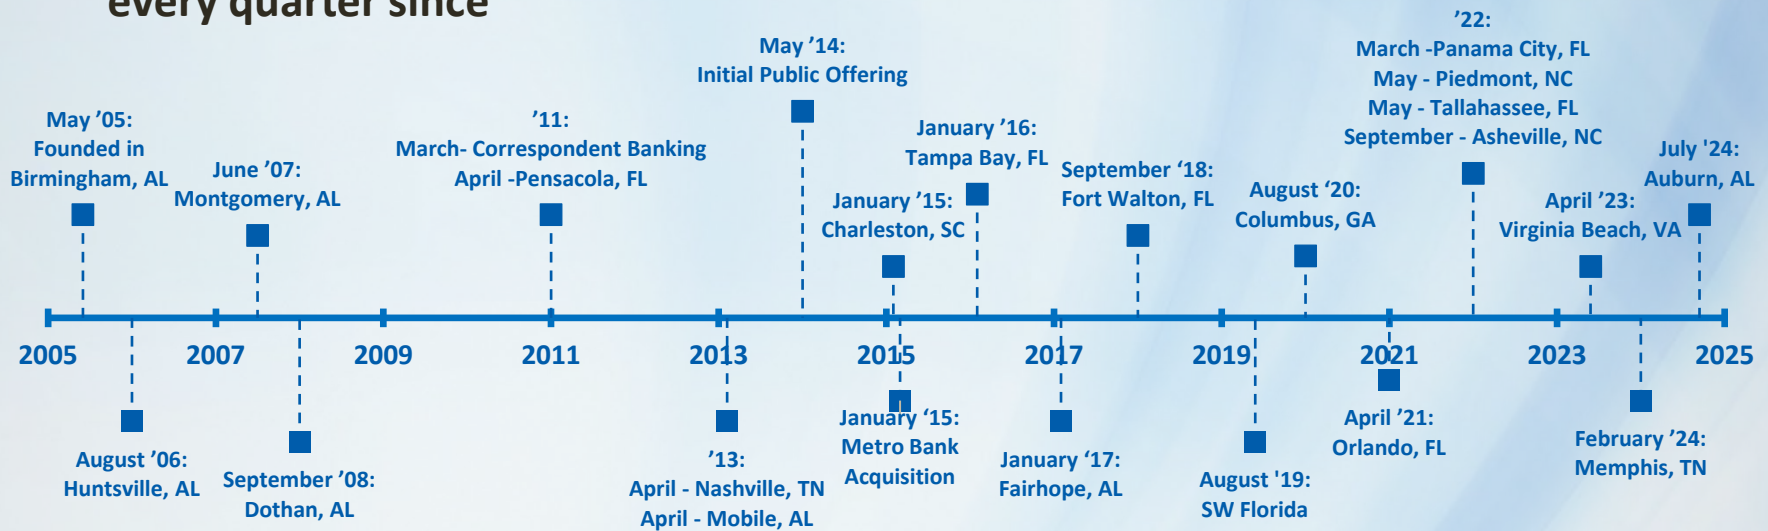 every quarter since
May ’05:
Founded in
Birmingham, AL
August ’06:
Huntsville, AL
June ’07:
Montgomery, AL
September ’08:
Dothan, AL
’11:
March- Correspondent Banking
April -Pensacola, FL
’13:
April - Nashville, TN
April - Mobile, AL
May ’14:
Initial Public Offering
January ’15:
Charleston, SC
January ‘15:
Metro Bank
Acquisition
January ’16:
Tampa Bay, FL
January ‘17:
Fairhope, AL
September ‘18:
Fort Walton, FL
August '19:
SW Florida
August ‘20:
Columbus, GA
April ’21:
Orlando, FL
’22:
March -Panama City, FL
May - Piedmont, NC
May - Tallahassee, FL
September - Asheville, NC
April ’23:
Virginia Beach, VA
February ’24:
Memphis, TN
July '24:
Auburn, AL
2005 2007 2009 2011 2013 2015 2017 2019 2021 2023 2025